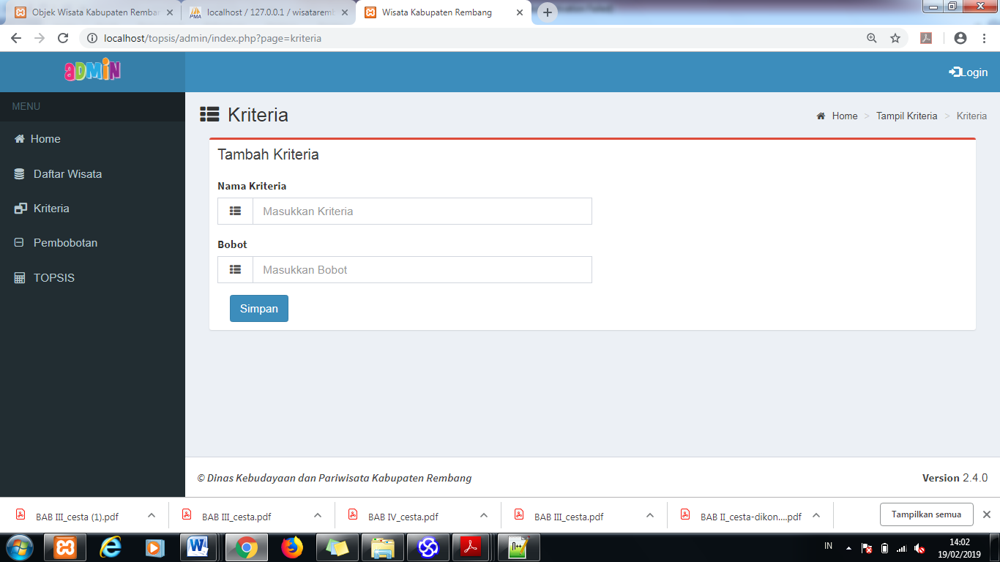 Objek Wisata Kabupaten Rembar
localhost / 127.0.0.1 / wisataremb
Wisata Kabupaten Rembang
localhost/topsis/admin/index.php?page=kriteria
aDMiN
Login
MENU
Home
Daftar Wisata
Kriteria
Pembobotan
TOPSIS
Kriteria
Home > Tampil Kriteria > Kriteria
Tambah Kriteria
Nama Kriteria
Masukkan Kriteria
Bobot
Masukkan Bobot
Simpan
© Dinas Kebudayaan dan Pariwisata Kabupaten Rembang
Version 2.4.0
BAB III_cesta (1).pdf
BAB III_cesta.pdf
BAB IV_cesta.pdf
BAB III_cesta.pdf
BAB II_cesta-dikon....pdf
Tampilkan semua
IN
14:02
19/02/2019